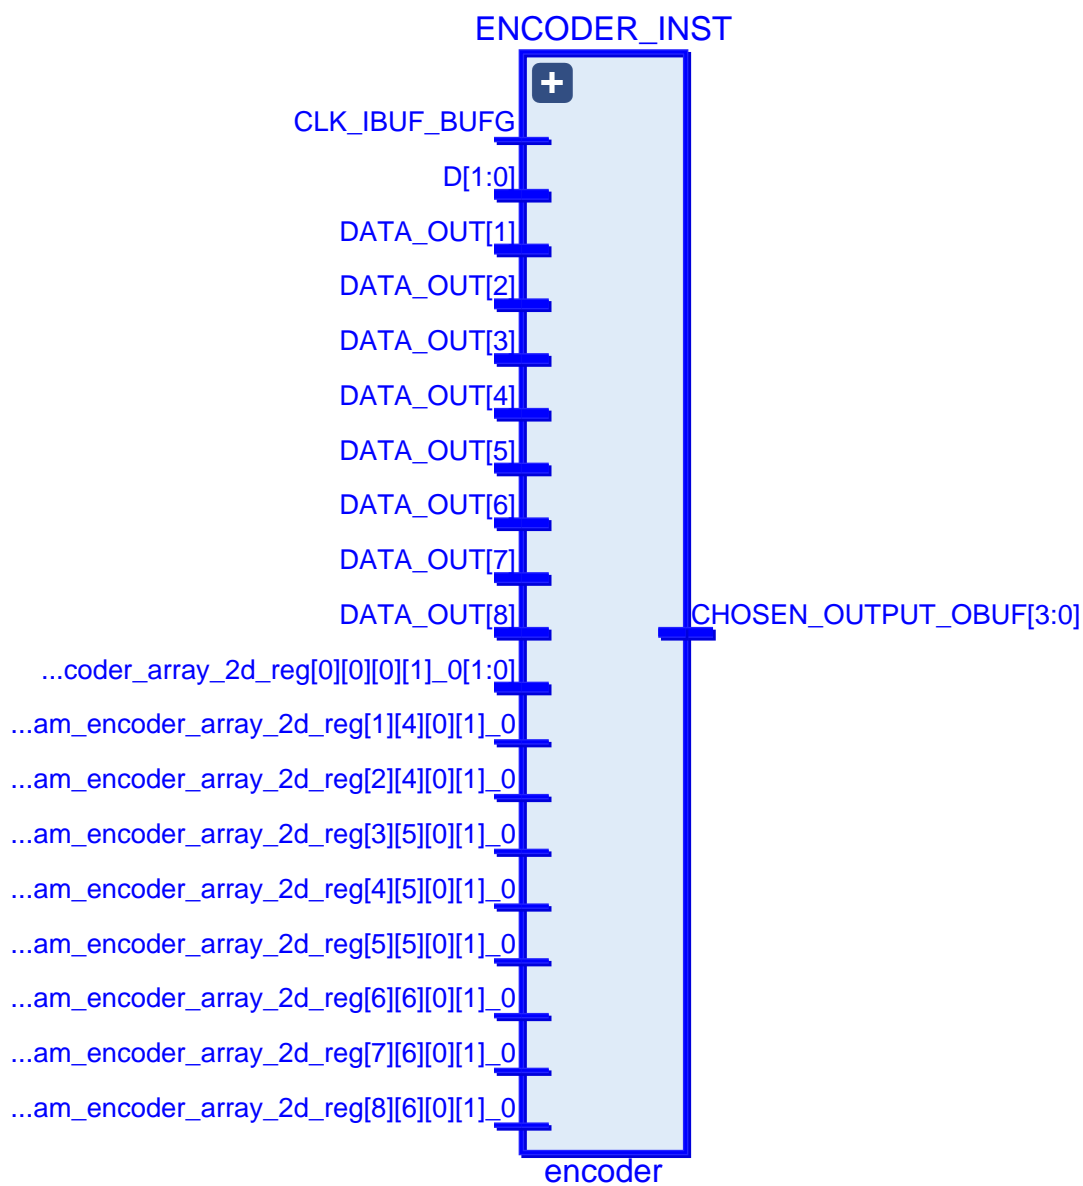 ENCODER_INST
CLK_IBUF_BUFG
D[1:0]
DATA_OUT[1]
DATA_OUT[2]
DATA_OUT[3]
DATA_OUT[4]
DATA_OUT[5]
DATA_OUT[6]
DATA_OUT[7]
DATA_OUT[8]
CHOSEN_OUTPUT_OBUF[3:0]
...coder_array_2d_reg[0][0][0][1]_0[1:0]
...am_encoder_array_2d_reg[1][4][0][1]_0
...am_encoder_array_2d_reg[2][4][0][1]_0
...am_encoder_array_2d_reg[3][5][0][1]_0
...am_encoder_array_2d_reg[4][5][0][1]_0
...am_encoder_array_2d_reg[5][5][0][1]_0
...am_encoder_array_2d_reg[6][6][0][1]_0
...am_encoder_array_2d_reg[7][6][0][1]_0
...am_encoder_array_2d_reg[8][6][0][1]_0
encoder